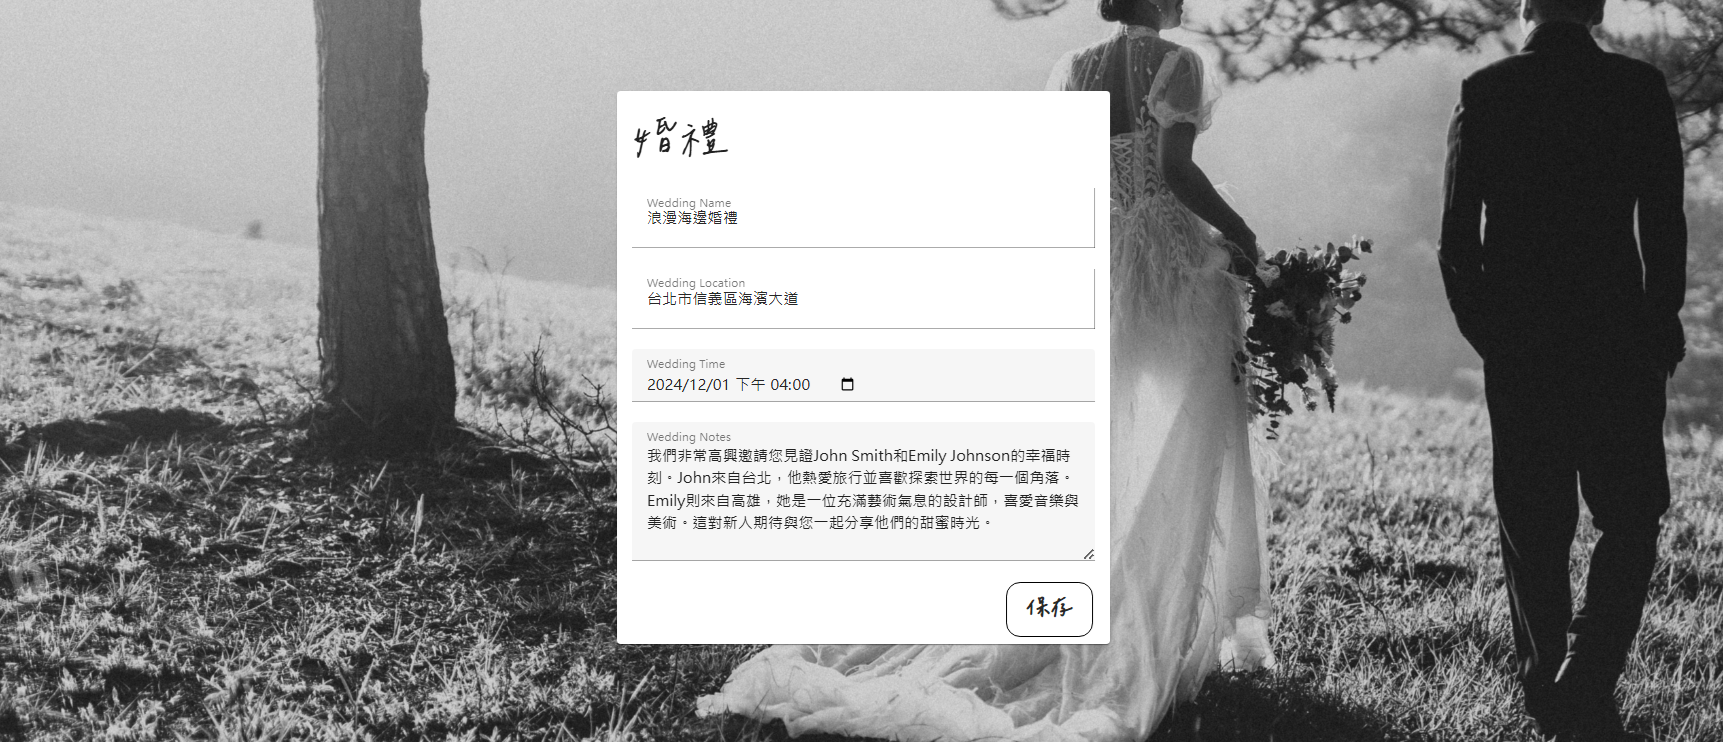 婚禮
Wedding Name
浪漫海邊婚禮
Wedding Location
台北市信義區海濱大道
Wedding Time
2024/12/01 下午 04:00
Wedding Notes
我們非常高興邀請您見證John Smith和Emily Johnson的幸福時
刻。John來自台北，他熱愛旅行並喜歡探索世界的每一個角落。
Emily則來自高雄，她是一位充滿藝術氣息的設計師，喜愛音樂與
美術。這對新人期待與您一起分享他們的甜蜜時光。
保存